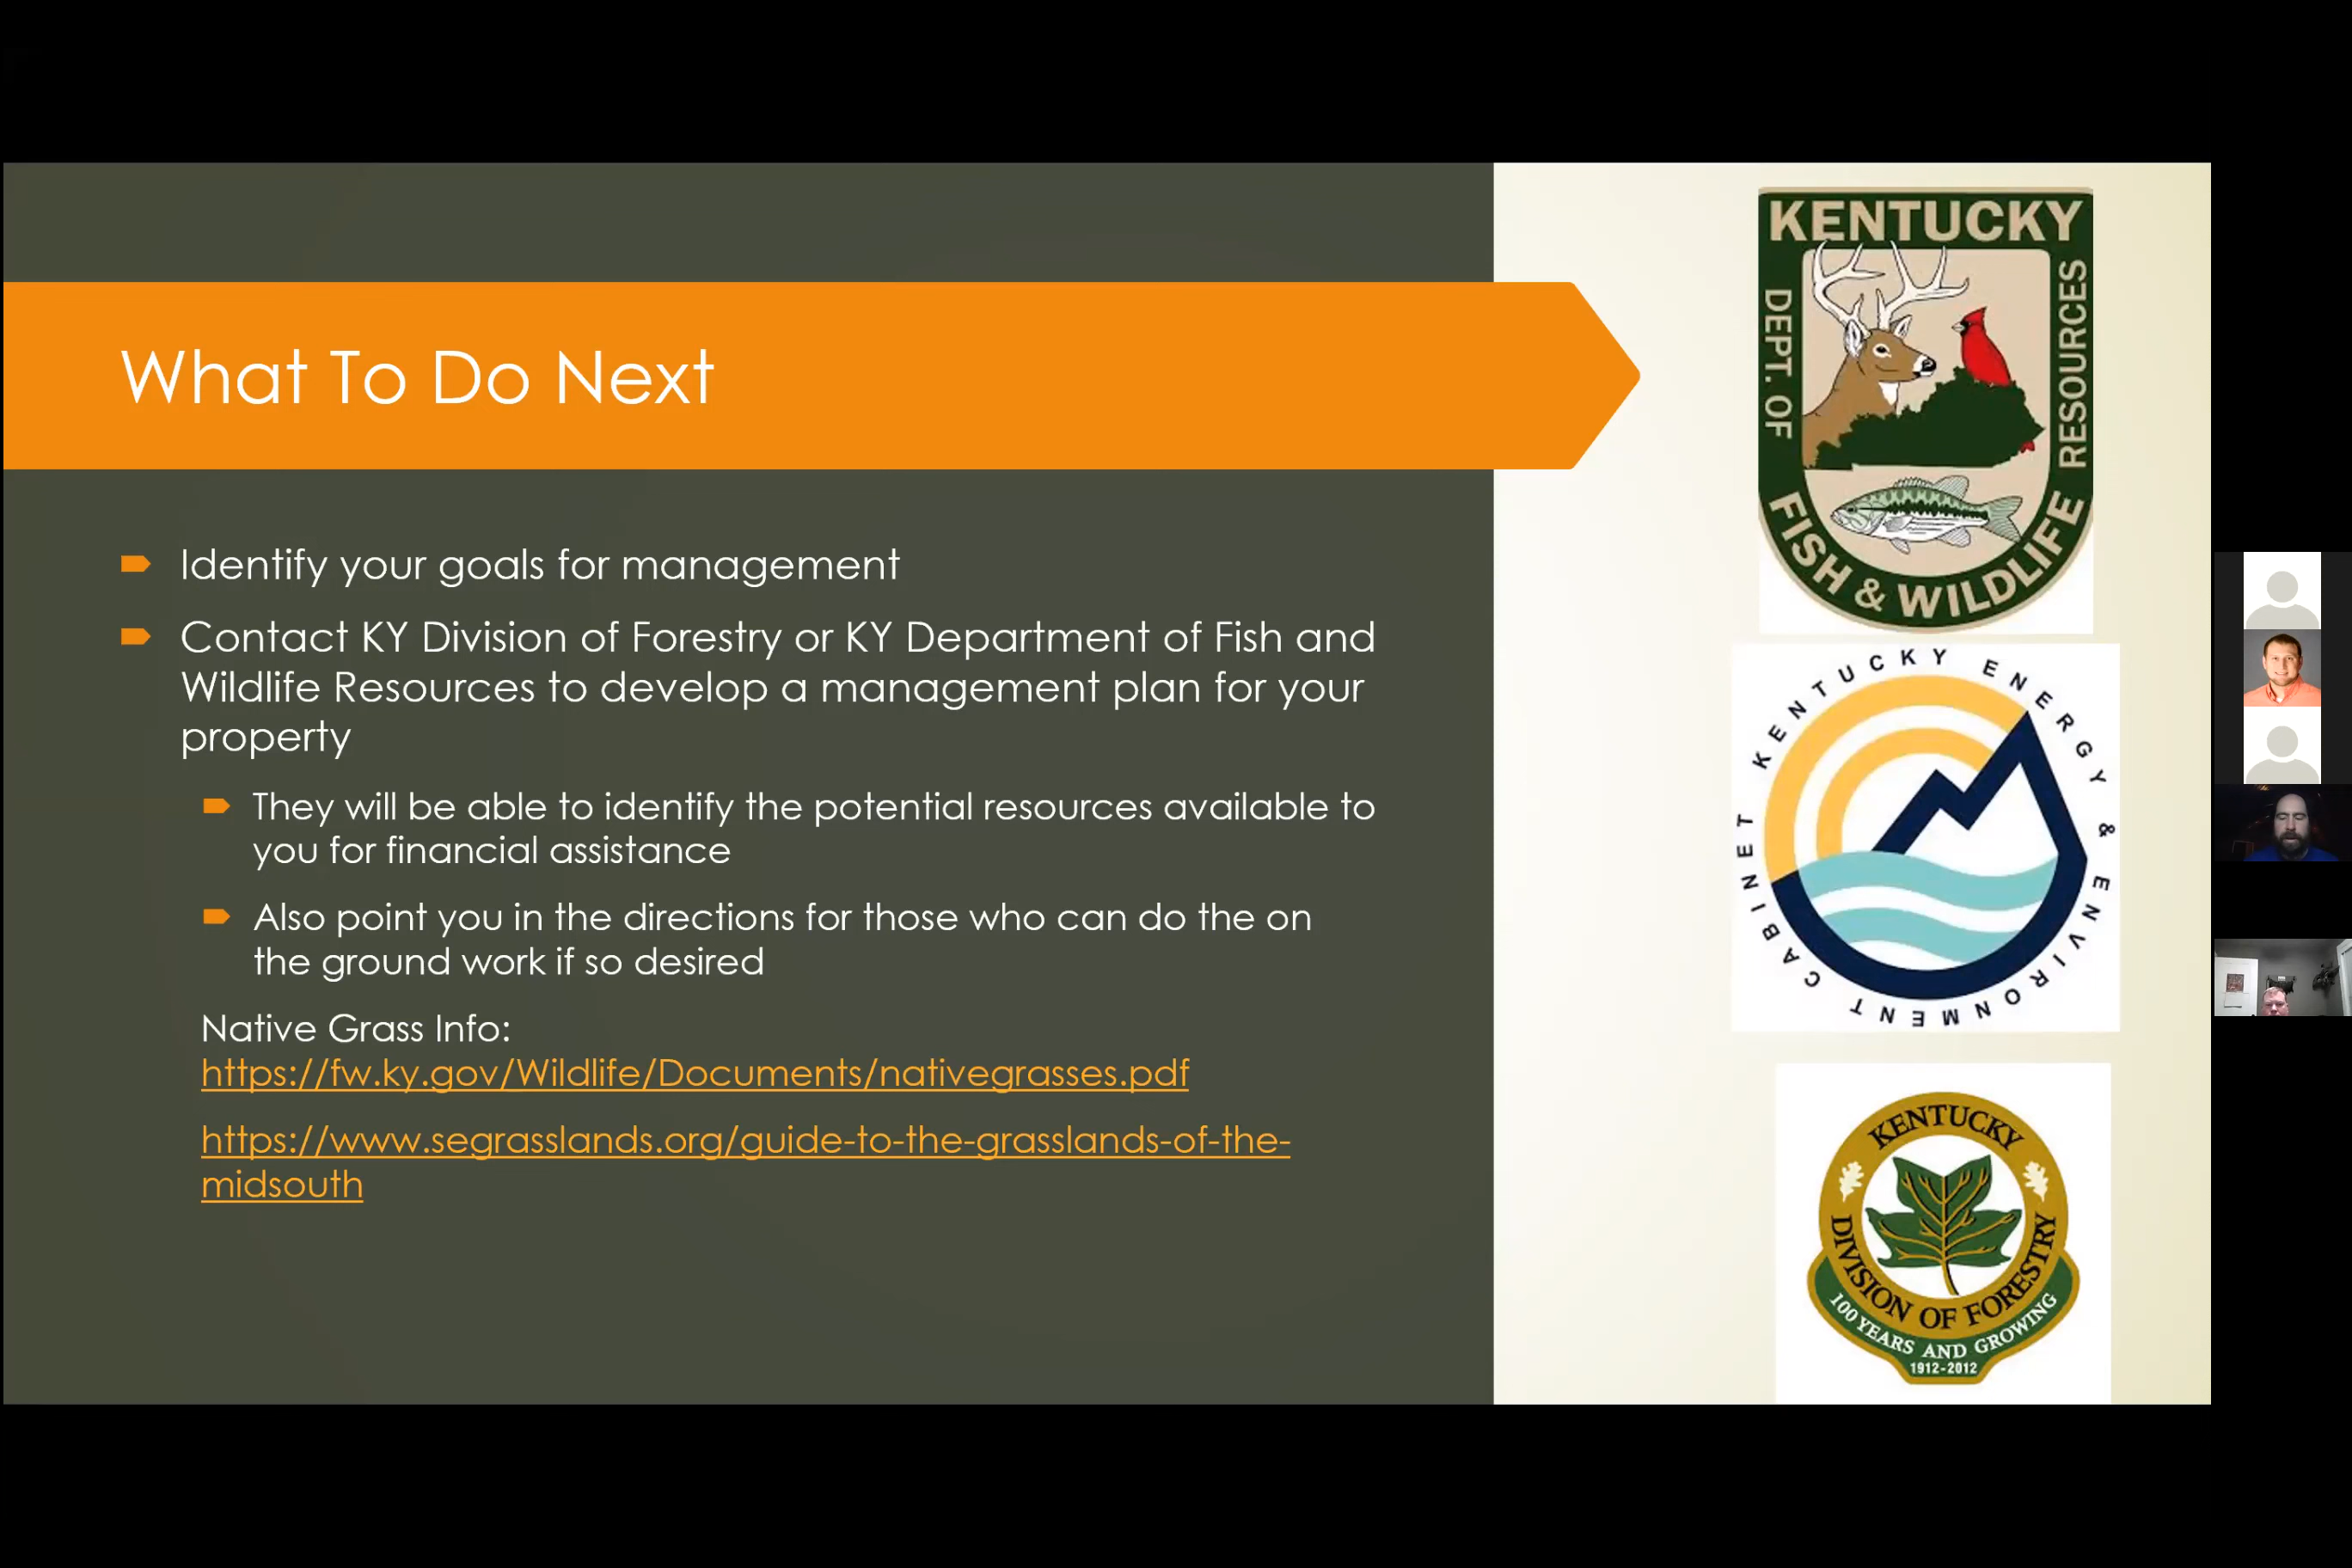 What To Do Next
Identify your goals for management
Contact KY Division of Forestry or KY Department of Fish and
Wildlife Resources to develop a management plan for your
property
They will be able to identify the potential resources available to
you for financial assistance
Also point you in the directions for those who can do the on
the ground work if so desired
Native Grass Info:
https://fw.ky.gov/Wildlife/Documents/nativegrasses.pdf
https://www.segrasslands.org/guide-to-the-grasslands-of-the-
midsouth
KENTUCKY
DEPT. OF
FISH & WILDLIFE
RESOURCES
KENTUCKY ENERGY & ENVIRONMENT CABINET
KENTUCKY
DIVISION OF FORESTRY
100 YEARS AND GROWING
1912-2012